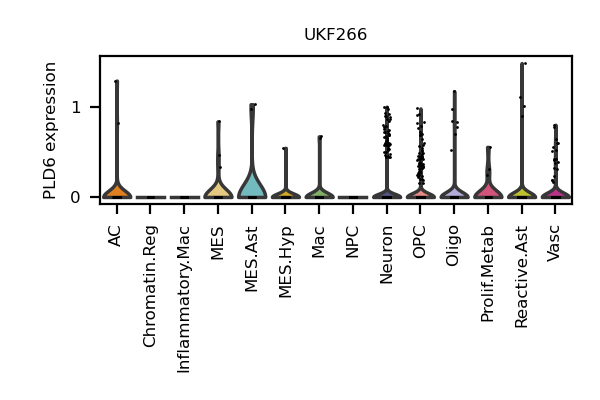 UKF266
PLD6 expression
1
0
AC
Chromatin.Reg
Inflammatory.Mac
MES
MES.Ast
MES.Hyp
Mac
NPC
Neuron
OPC
Oligo
Prolif.Metab
Reactive.Ast
Vasc